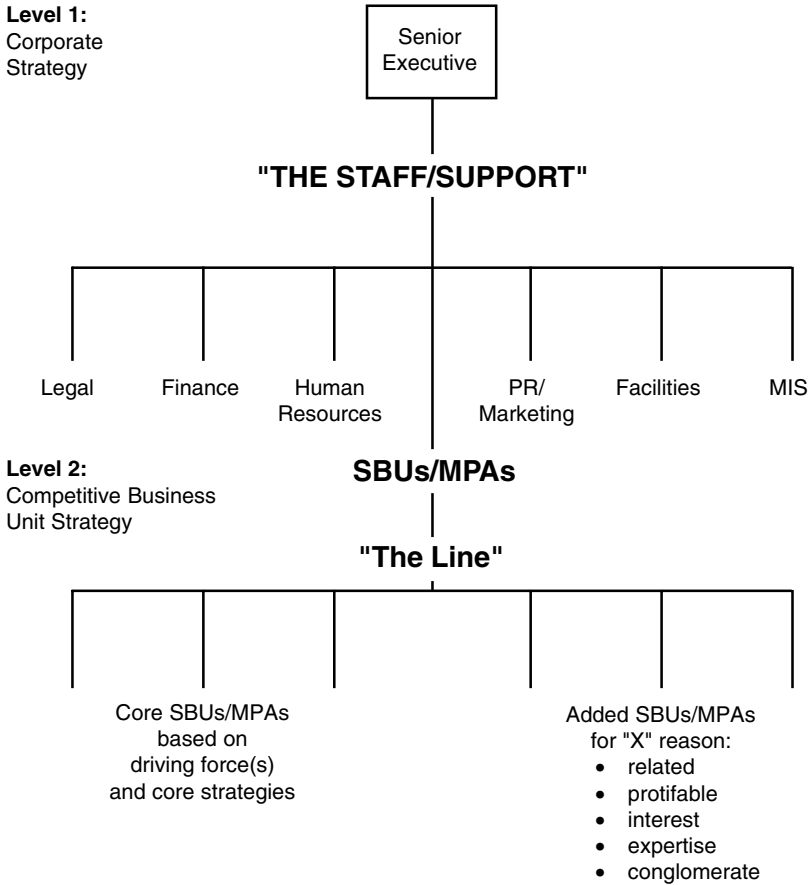 Level 1:
Corporate
Strategy
Senior
Executive
"THE STAFF/SUPPORT"
Legal
Finance
Human
Resources
PR/
Marketing
Facilities
MIS
Level 2:
Competitive Business
Unit Strategy
SBUs/MPAs
"The Line"
Core SBUs/MPAs
based on
driving force(s)
and core strategies
Added SBUs/MPAs
for "X" reason:
• related
• protifable
• interest
• expertise
• conglomerate